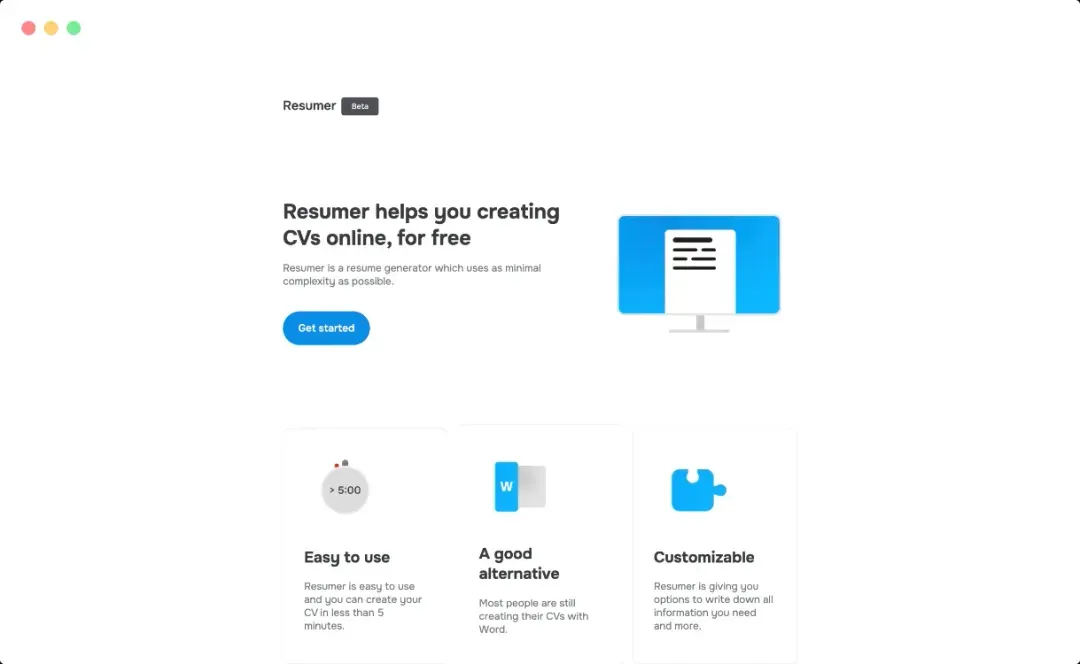 Resumer Beta
Resumer helps you creating
CVs online, for free
Resumer is a resume generator which uses as minimal
complexity as possible.
Get started
> 5:00
Easy to use
Resumer is easy to use
and you can create your
CV in less than 5
minutes.
W
A good
alternative
Most people are still
creating their CVs with
Word.
Customizable
Resumer is giving you
options to write down all
information you need
and more.